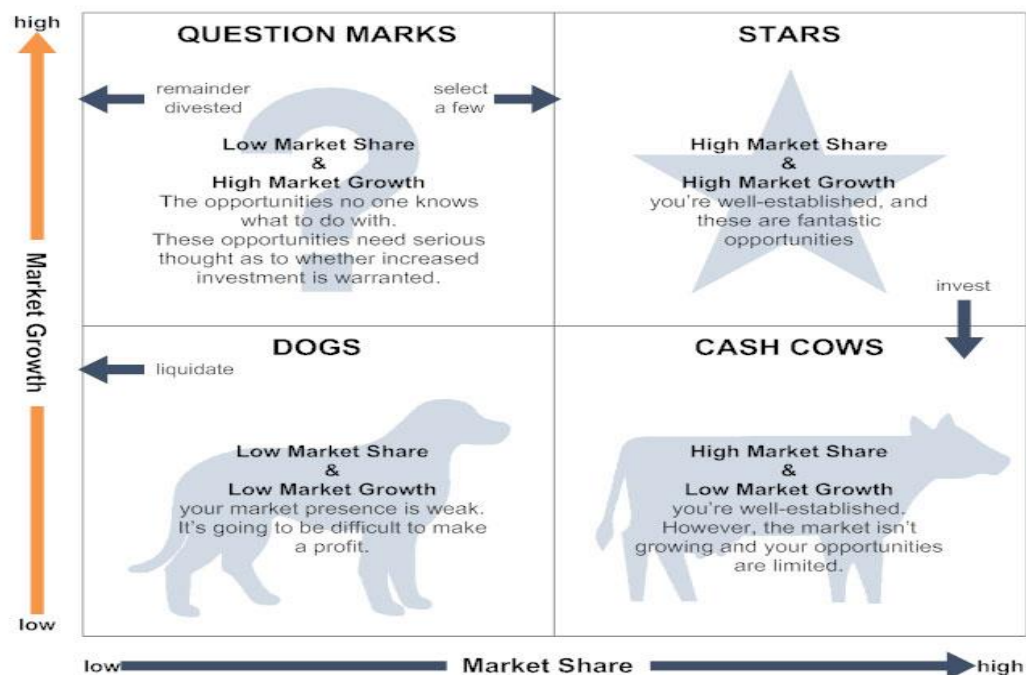 high
QUESTION MARKS
remainder
divested
select
a few
Low Market Share
&
High Market Growth
The opportunities no one knows
what to do with.
These opportunities need serious
thought as to whether increased
investment is warranted.
STARS
High Market Share
&
High Market Growth
you're well-established, and
these are fantastic
opportunities
invest
Market Growth
DOGS
liquidate
Low Market Share
&
Low Market Growth
your market presence is weak.
It's going to be difficult to make
a profit.
CASH COWS
High Market Share
&
Low Market Growth
you're well-established.
However, the market isn't
growing and your opportunities
are limited.
low
low
Market Share
high